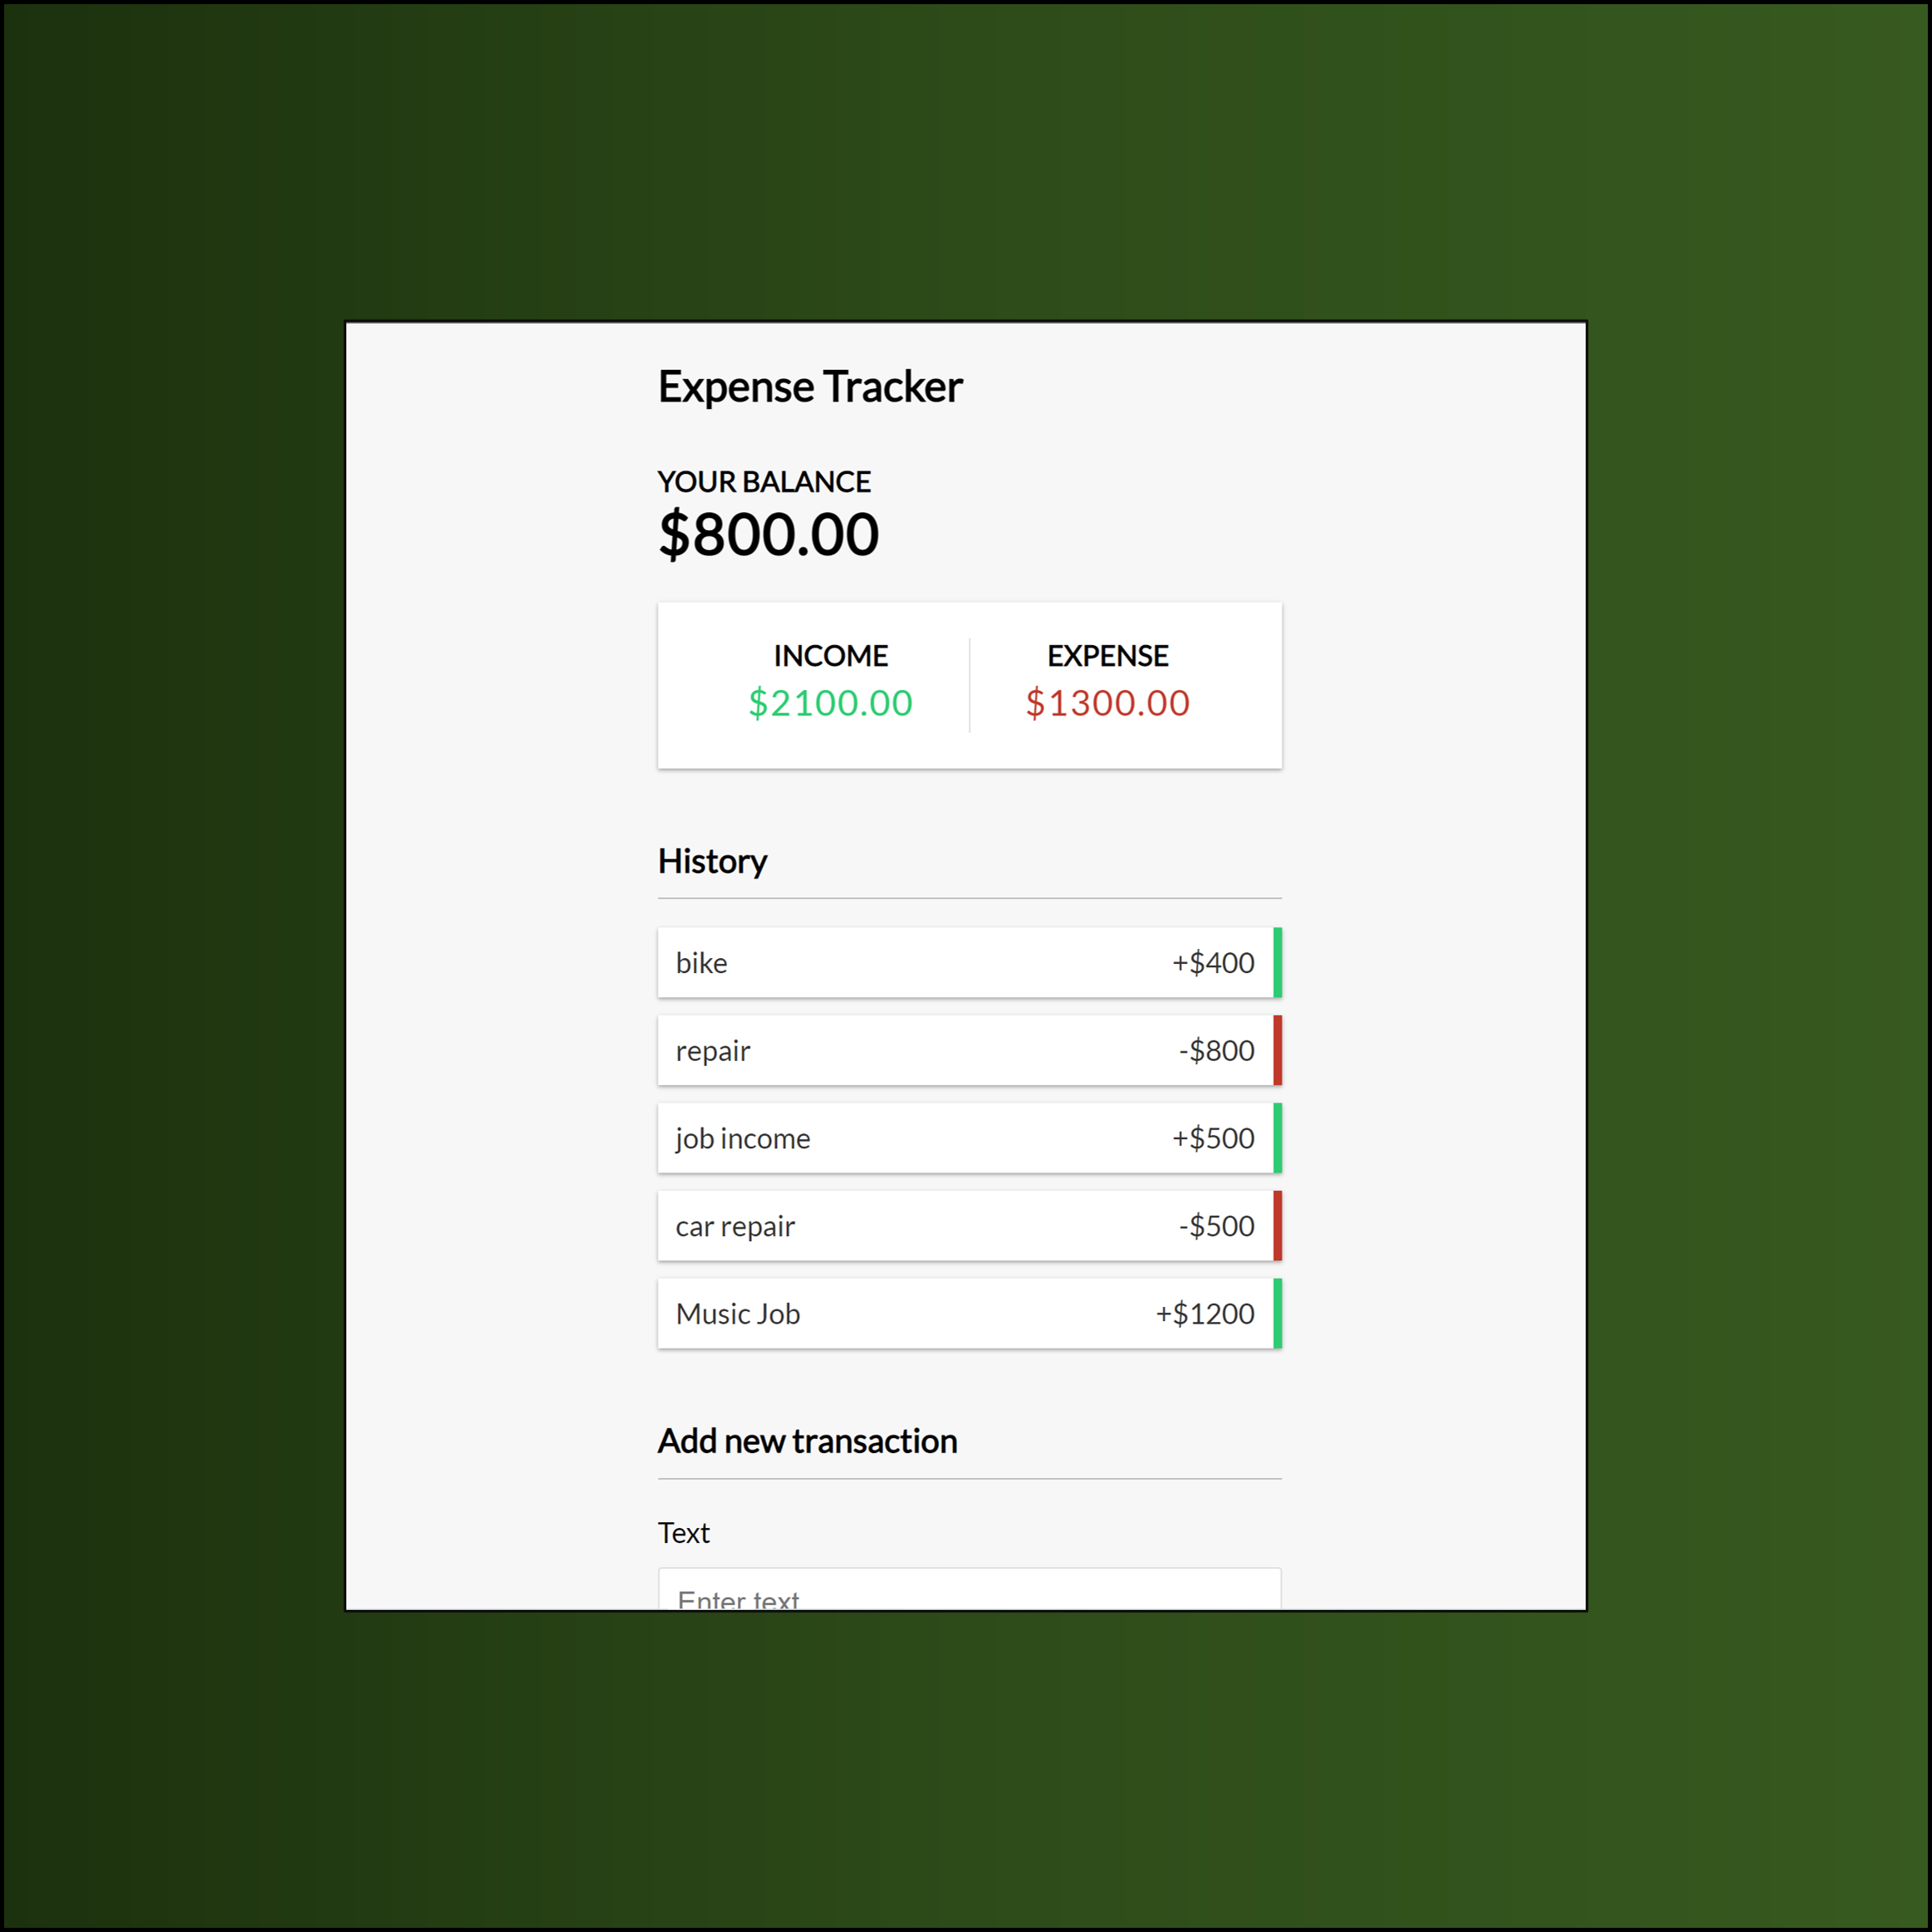 Expense Tracker
YOUR BALANCE
$800.00
INCOME EXPENSE
$2100.00 $1300.00
History
bike +$400
repair -$800
job income +$500
car repair -$500
Music Job +$1200
Add new transaction
Text
Enter text